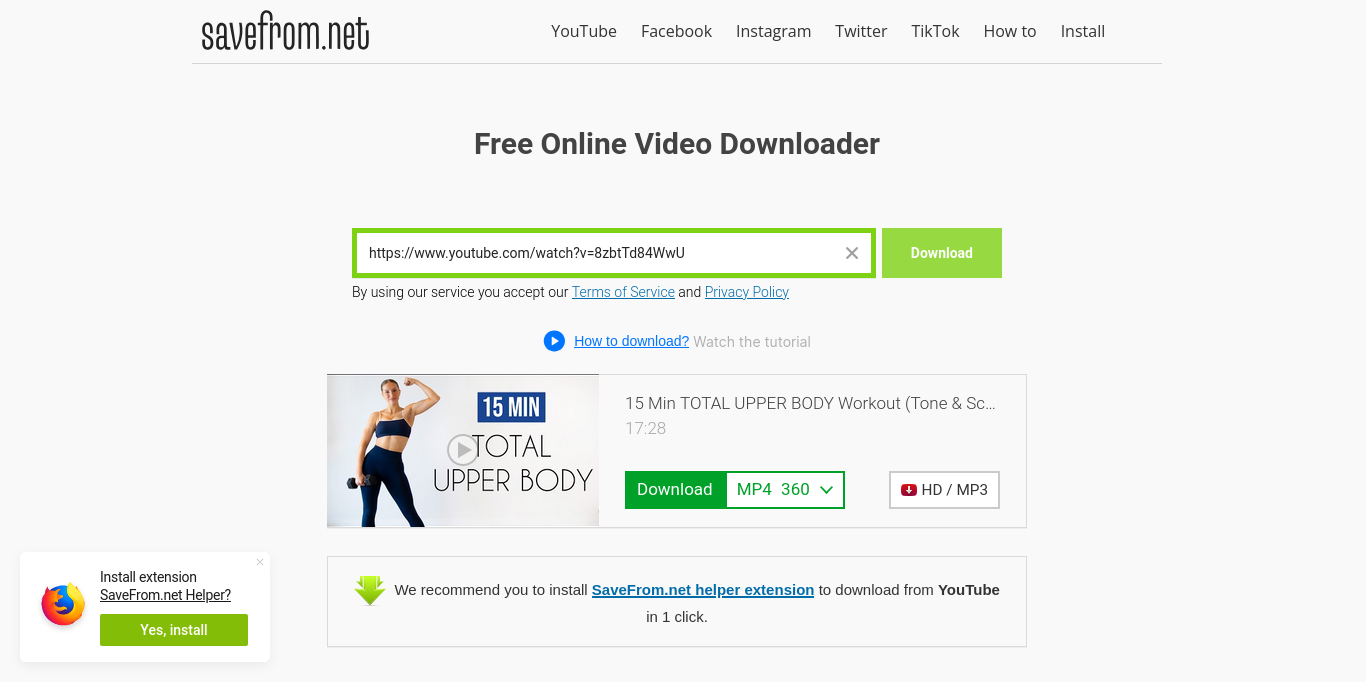 savefrom.net
YouTube Facebook Instagram Twitter TikTok How to Install
Free Online Video Downloader
https://www.youtube.com/watch?v=8zbtTd84WwU
Download
By using our service you accept our Terms of Service and Privacy Policy
How to download? Watch the tutorial
15 MIN
TOTAL
UPPER BODY
15 Min TOTAL UPPER BODY Workout (Tone & Sc...
17:28
Download MP4 360
HD / MP3
We recommend you to install SaveFrom.net helper extension to download from YouTube
in 1 click.
Install extension
SaveFrom.net Helper?
Yes, install